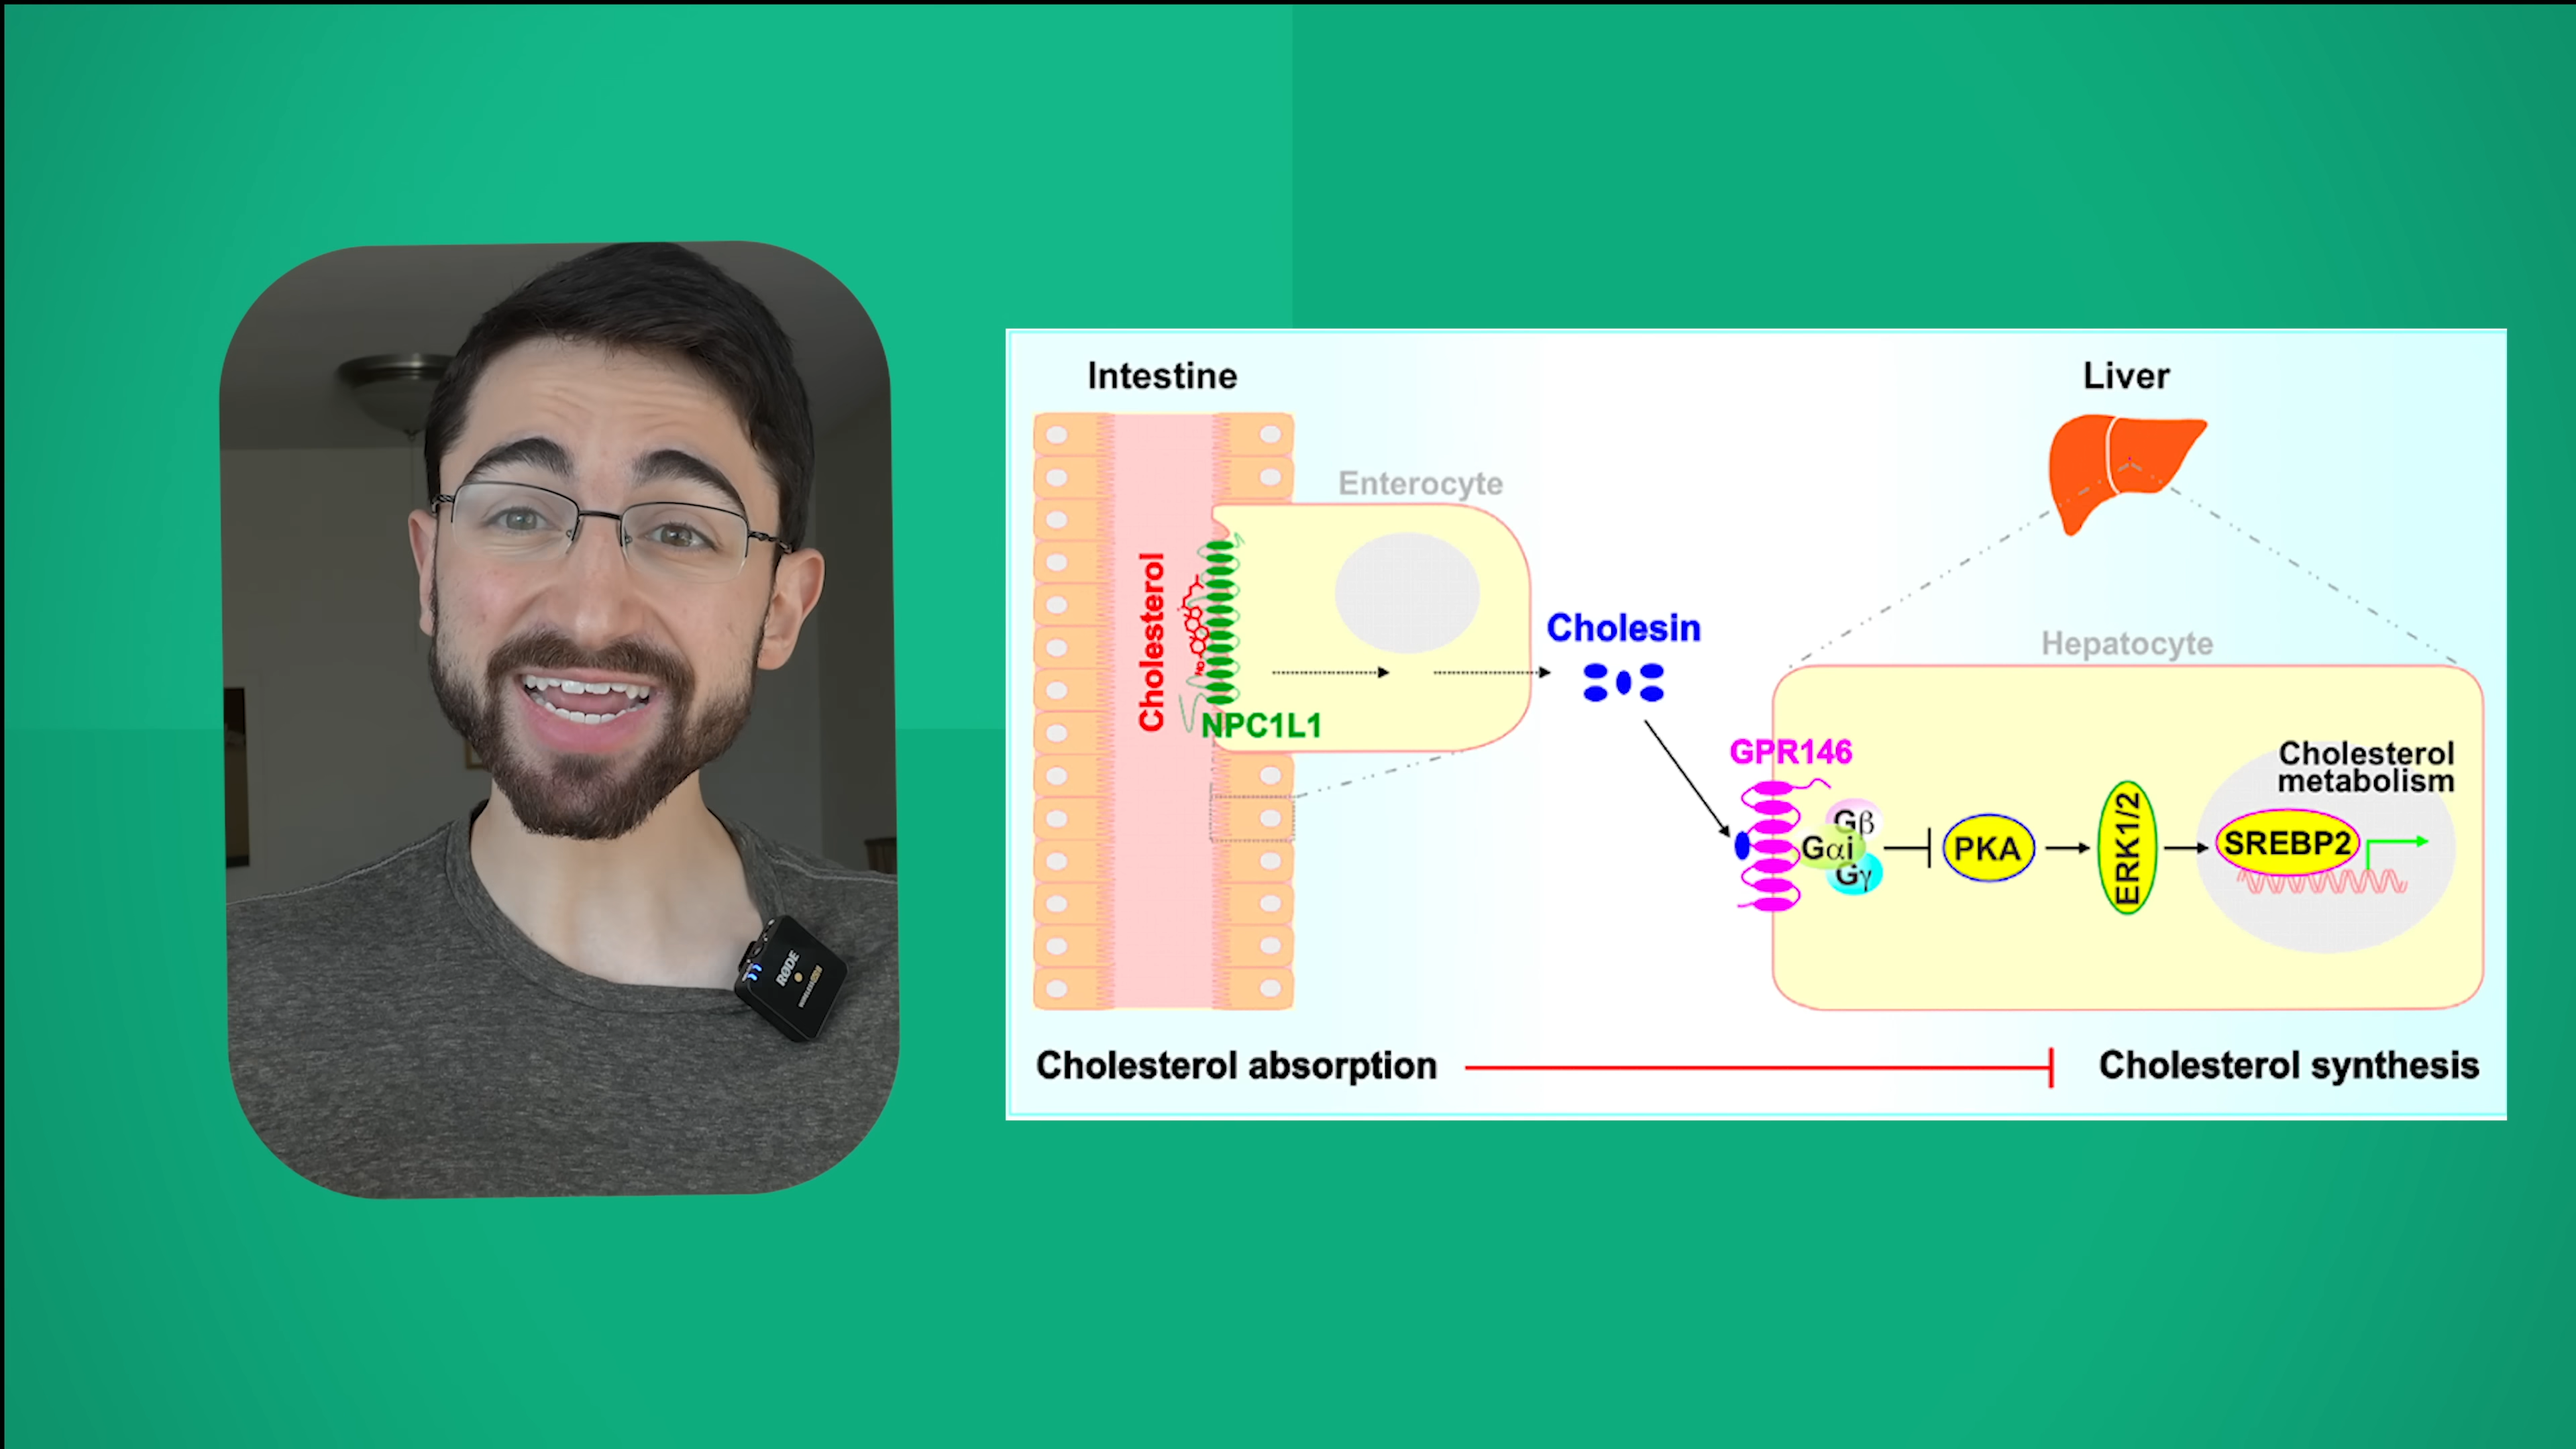 Intestine
Liver
Enterocyte
Cholesterol
Cholesin
NPC1L1
Hepatocyte
GPR146
Cholesterol
metabolism
Gβ
Gαi
Gγ
PKA
ERK1/2
SREBP2
RØDE
Cholesterol absorption
Cholesterol synthesis